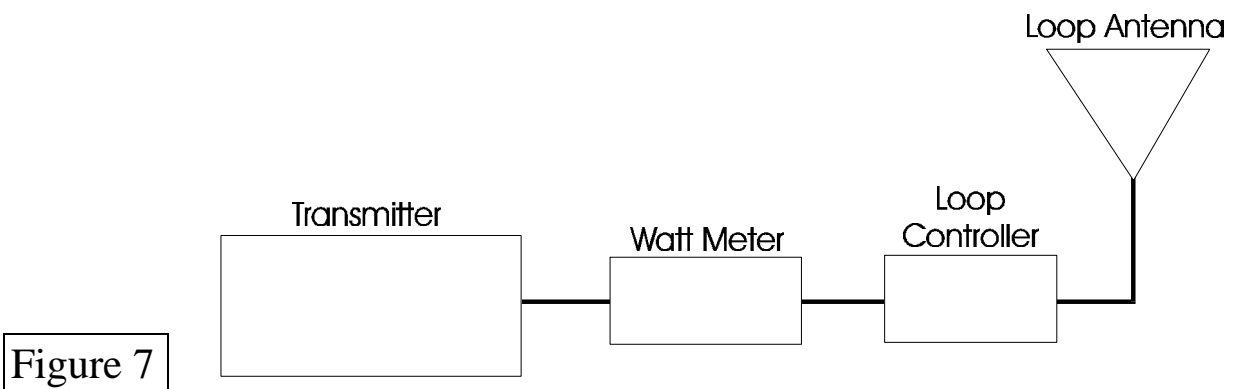 Loop Antenna
Transmitter
Watt Meter
Loop
Controller
Figure 7